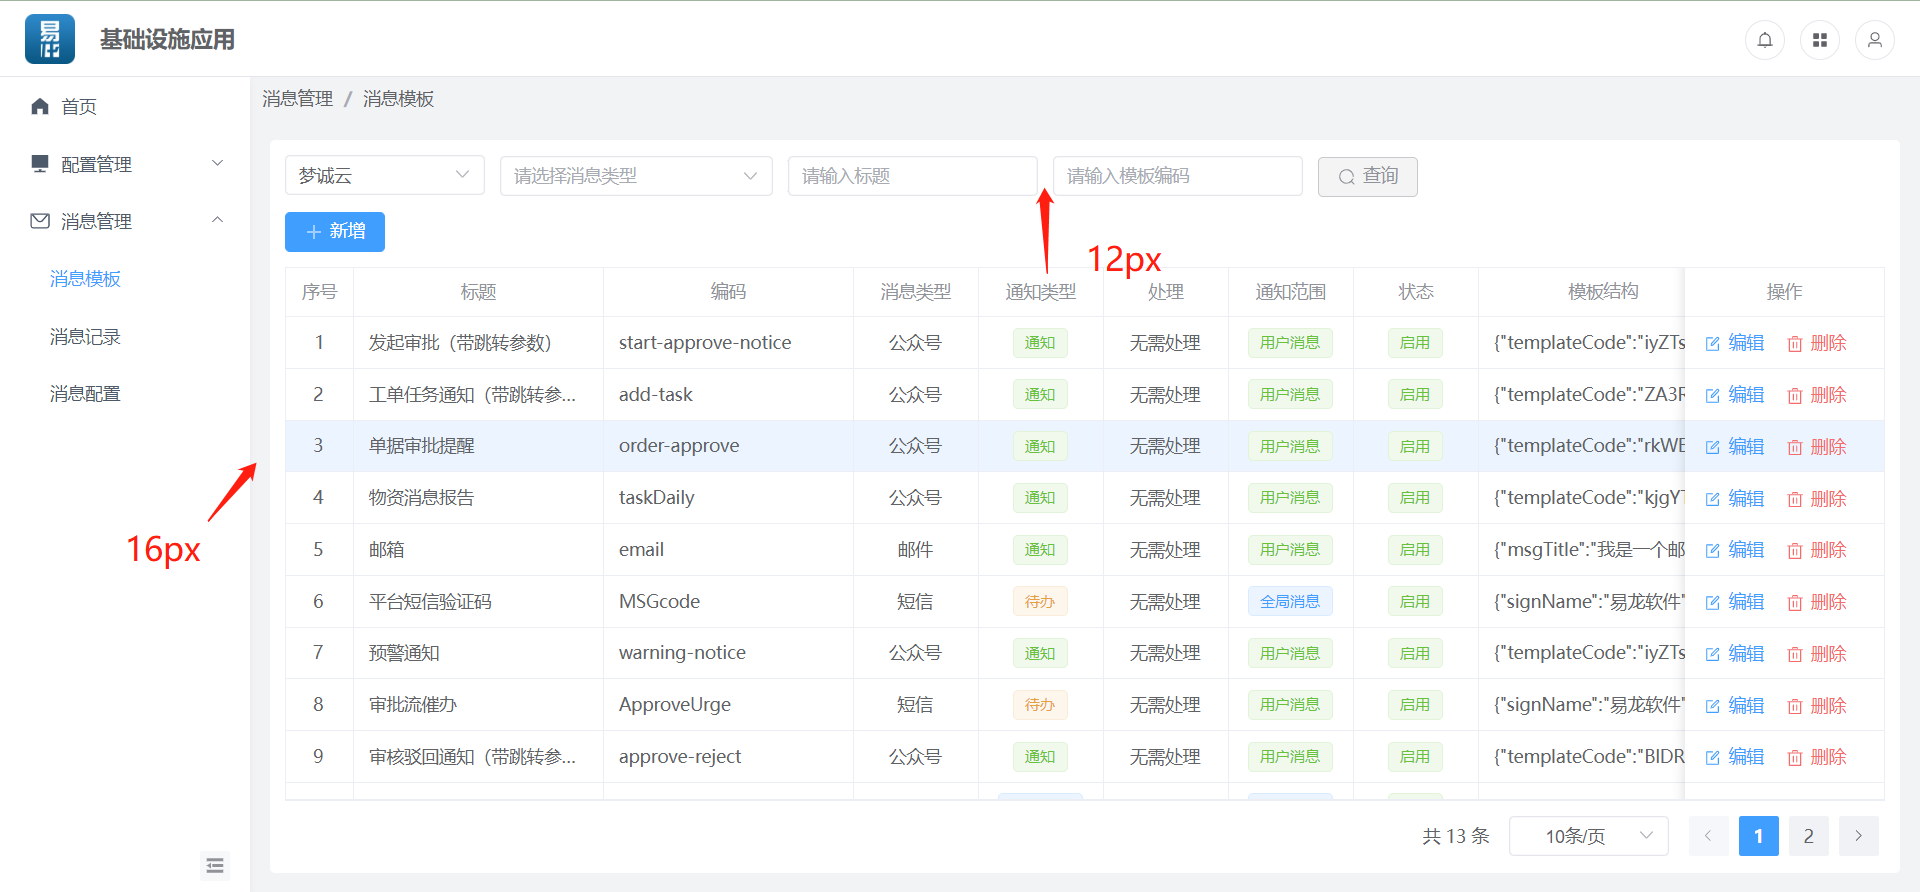 基础设施应用
首页
配置管理
消息管理
消息模板
消息记录
消息配置
消息管理 / 消息模板
梦诚云 请选择消息类型 请输入标题 请输入模板编码 查询
新增
12px
16px
序号 标题 编码 消息类型 通知类型 处理 通知范围 状态 模板结构 操作
1 发起审批（带跳转参数） start-approve-notice 公众号 通知 无需处理 用户消息 启用 {"templateCode":"iyZTs 编辑 删除
2 工单任务通知（带跳转参... add-task 公众号 通知 无需处理 用户消息 启用 {"templateCode":"ZA3R 编辑 删除
3 单据审批提醒 order-approve 公众号 通知 无需处理 用户消息 启用 {"templateCode":"rkWE 编辑 删除
4 物资消息报告 taskDaily 公众号 通知 无需处理 用户消息 启用 {"templateCode":"kjgYT 编辑 删除
5 邮箱 email 邮件 通知 无需处理 用户消息 启用 {"msgTitle":"我是一个邮 编辑 删除
6 平台短信验证码 MSGcode 短信 待办 无需处理 全局消息 启用 {"signName":"易龙软件" 编辑 删除
7 预警通知 warning-notice 公众号 通知 无需处理 用户消息 启用 {"templateCode":"iyZTs 编辑 删除
8 审批流催办 ApproveUrge 短信 待办 无需处理 用户消息 启用 {"signName":"易龙软件" 编辑 删除
9 审核驳回通知（带跳转参... approve-reject 公众号 通知 无需处理 用户消息 启用 {"templateCode":"BIDR 编辑 删除
共 13 条 10条/页 1 2